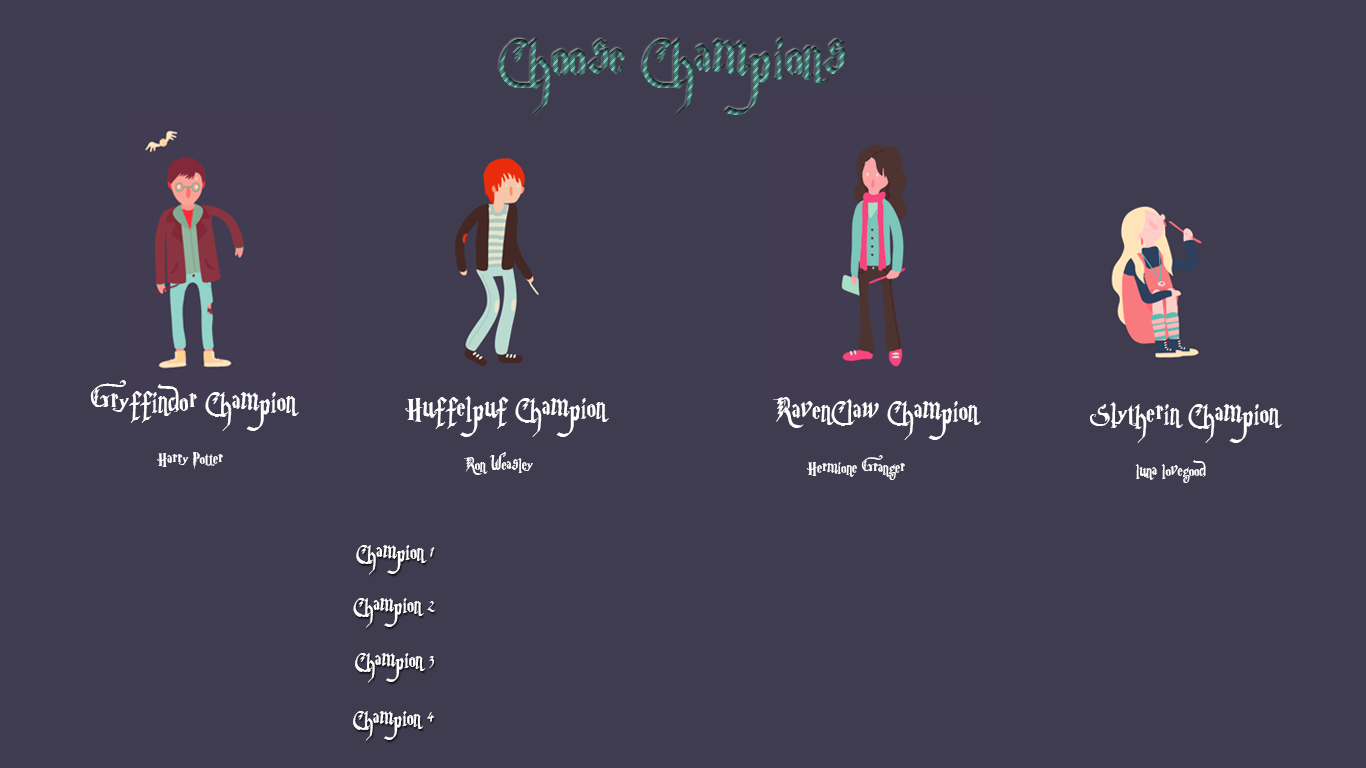 Choose Champions
Gryffindor Champion
Huffelpuf Champion
RavenClaw Champion
Slytherin Champion
Harry Potter
Ron Weasley
Hermione Granger
luna lovegood
Champion 1
Champion 2
Champion 3
Champion 4